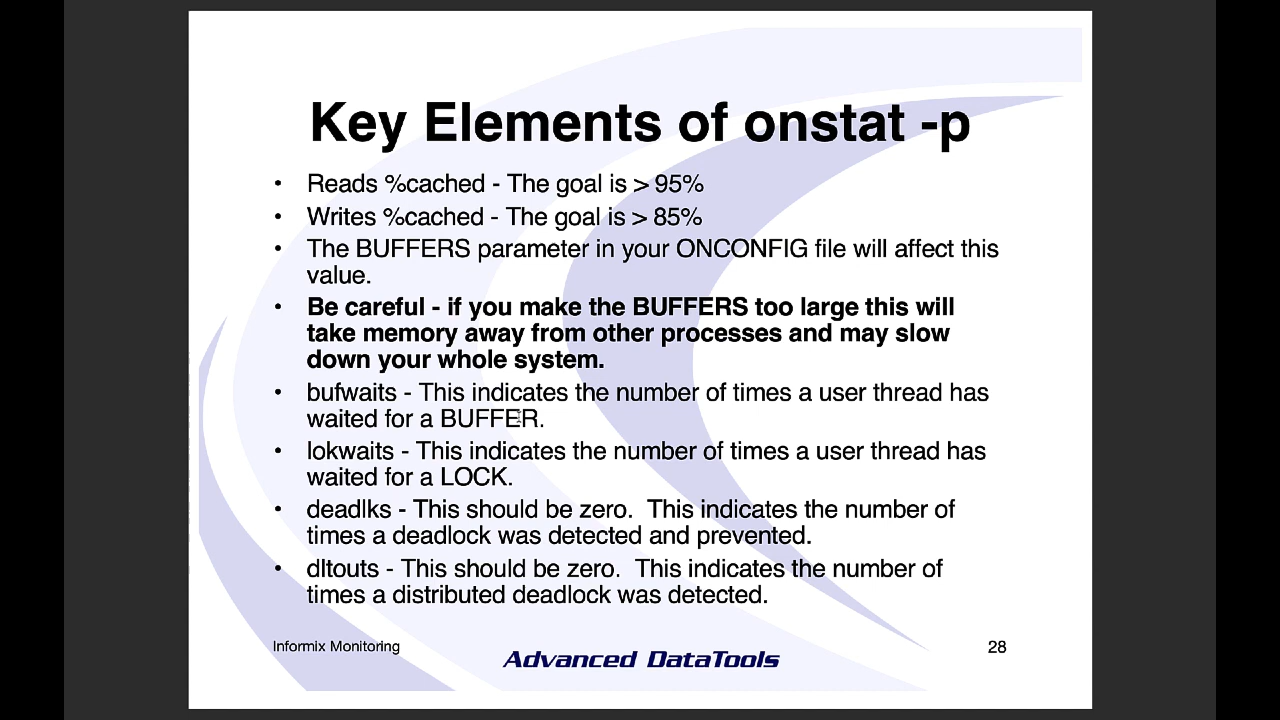 Key Elements of onstat -p
• Reads %cached - The goal is > 95%
• Writes %cached - The goal is > 85%
• The BUFFERS parameter in your ONCONFIG file will affect this
value.
• Be careful - if you make the BUFFERS too large this will
take memory away from other processes and may slow
down your whole system.
• bufwaits - This indicates the number of times a user thread has
waited for a BUFFER.
• lokwaits - This indicates the number of times a user thread has
waited for a LOCK.
• deadlks - This should be zero.  This indicates the number of
times a deadlock was detected and prevented.
• dltouts - This should be zero.  This indicates the number of
times a distributed deadlock was detected.
Informix Monitoring
Advanced DataTools
28